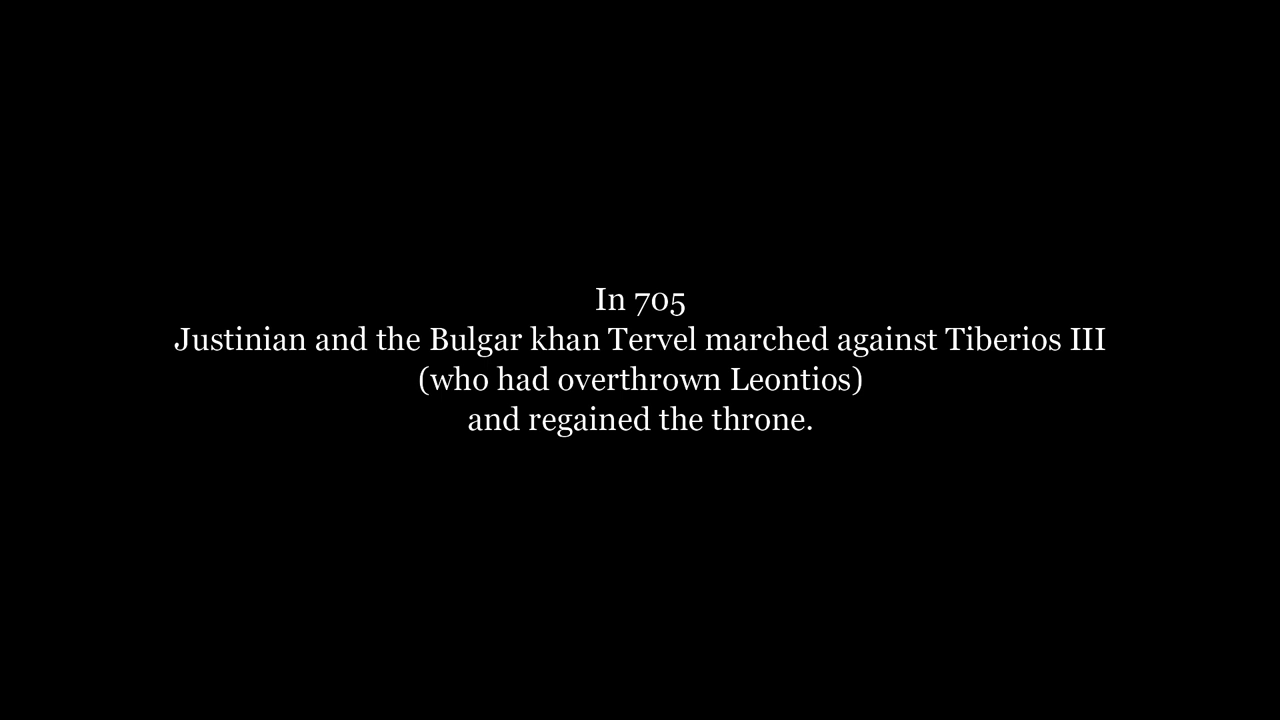 In 705
Justinian and the Bulgar khan Tervel marched against Tiberios III
(who had overthrown Leontios)
and regained the throne.